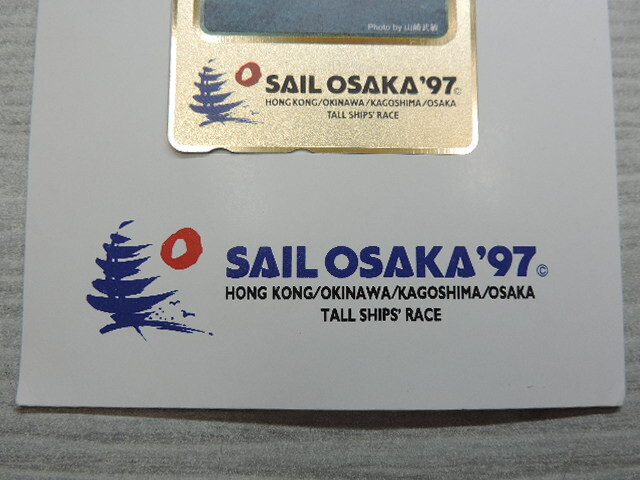 Photo by 山崎武敏
SAIL OSAKA'97©
HONG KONG/OKINAWA/KAGOSHIMA/OSAKA
TALL SHIPS' RACE
SAIL OSAKA'97©
HONG KONG/OKINAWA/KAGOSHIMA/OSAKA
TALL SHIPS' RACE